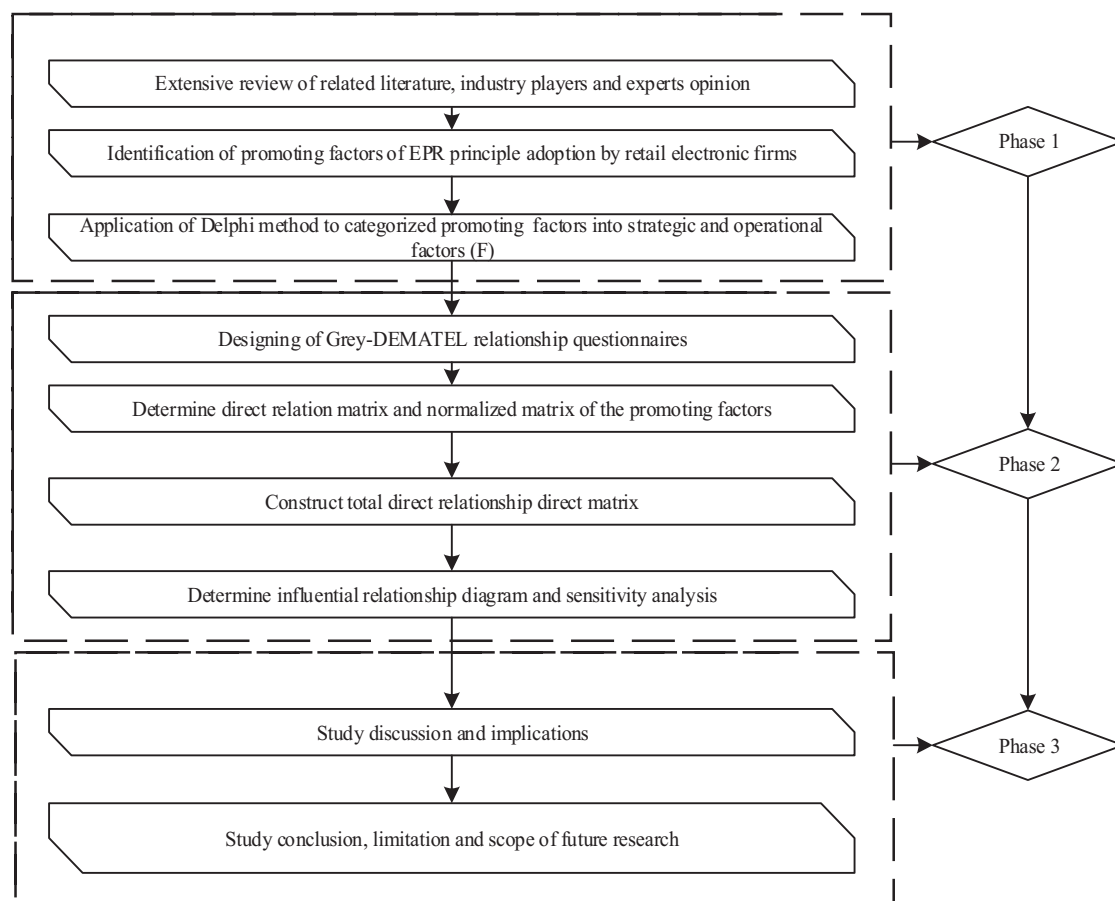 Extensive review of related literature, industry players and experts opinion
Identification of promoting factors of EPR principle adoption by retail electronic firms
Application of Delphi method to categorized promoting factors into strategic and operational
factors (F)
Phase 1
Designing of Grey-DEMATEL relationship questionnaires
Determine direct relation matrix and normalized matrix of the promoting factors
Construct total direct relationship direct matrix
Determine influential relationship diagram and sensitivity analysis
Phase 2
Study discussion and implications
Study conclusion, limitation and scope of future research
Phase 3